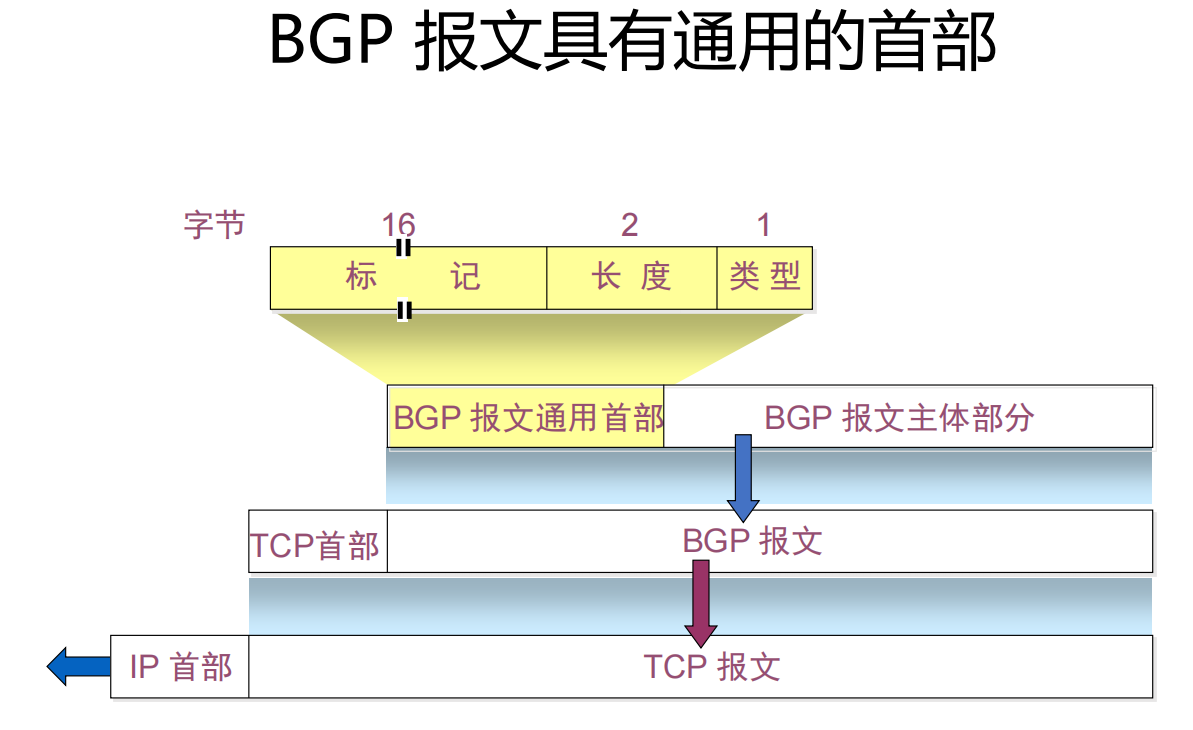 BGP 报文具有通用的首部
字节 16 2 1
标 记 长 度 类 型
BGP 报文通用首部 BGP 报文主体部分
TCP首部 BGP 报文
IP 首部 TCP 报文